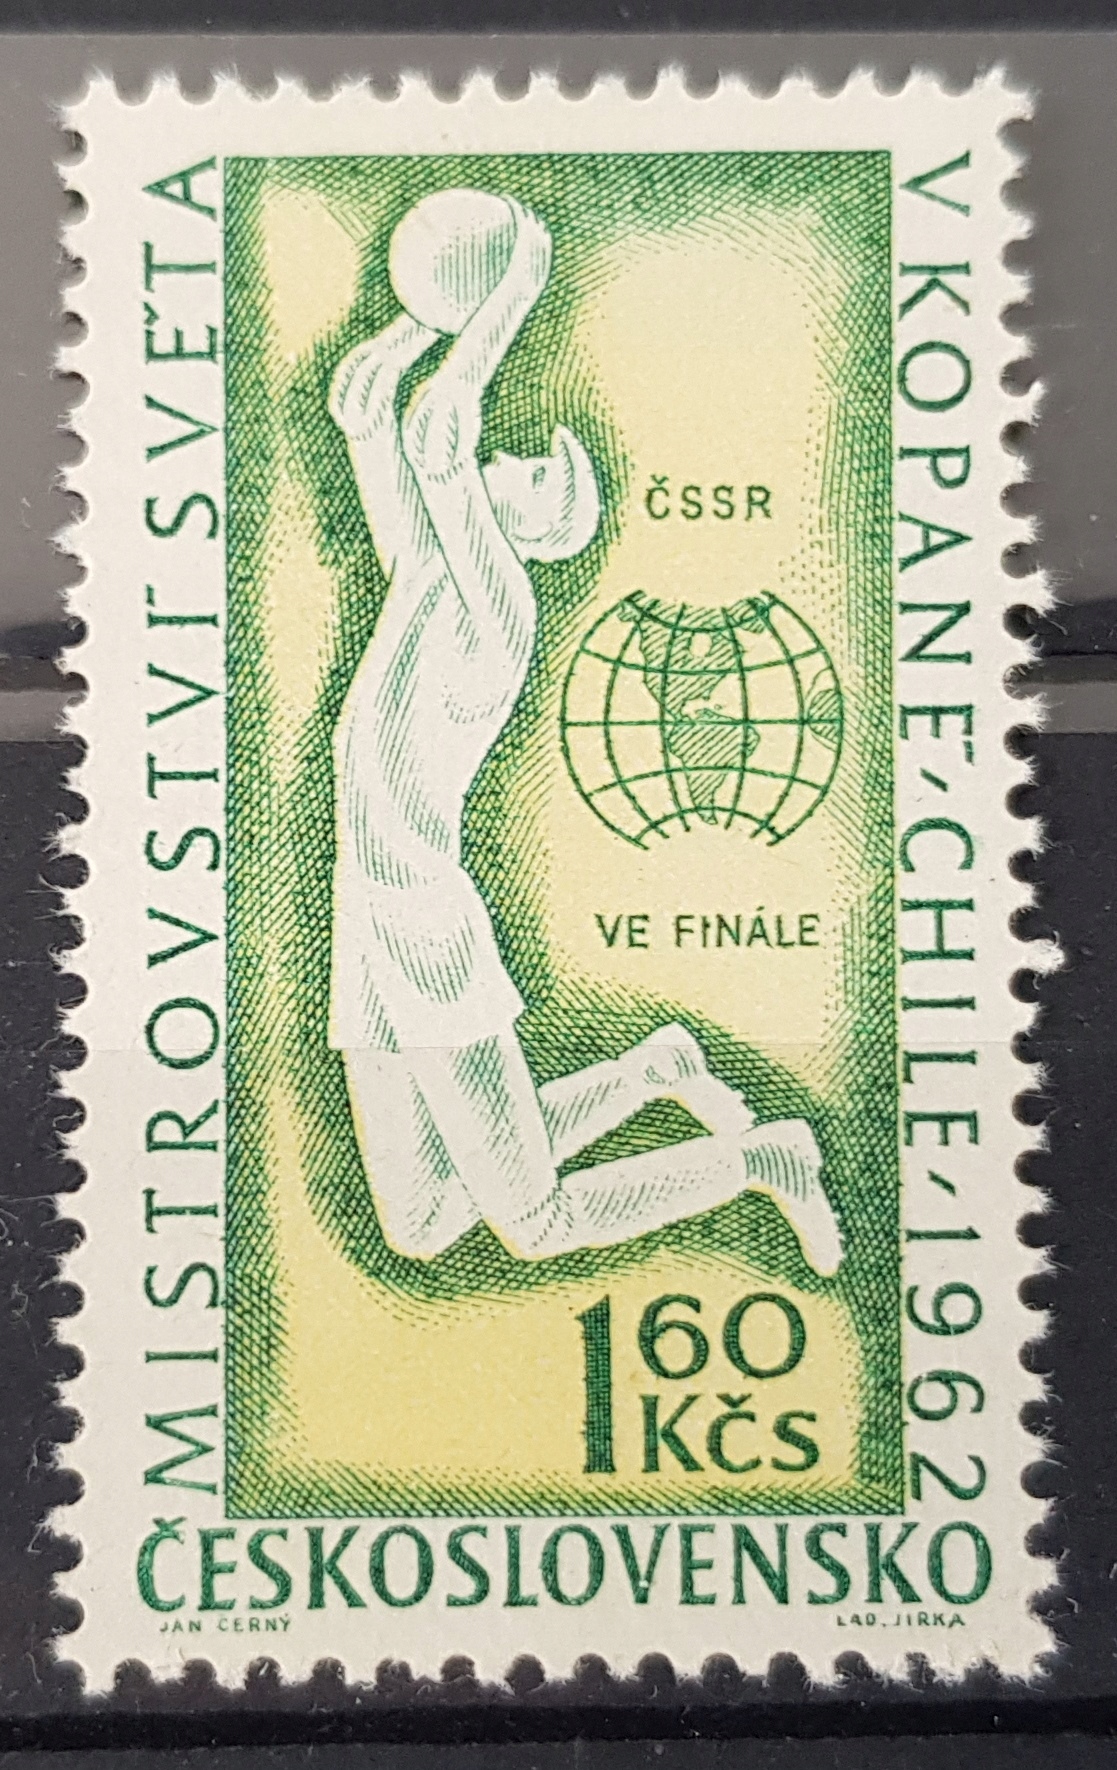 MISTROVSTVÍ SVĚTA
V KOPANÉ - CHILE - 1962
ČSSR
VE FINÁLE
1 60 Kčs
ČESKOSLOVENSKO
JAN ČERNÝ
LAD. JIRKA